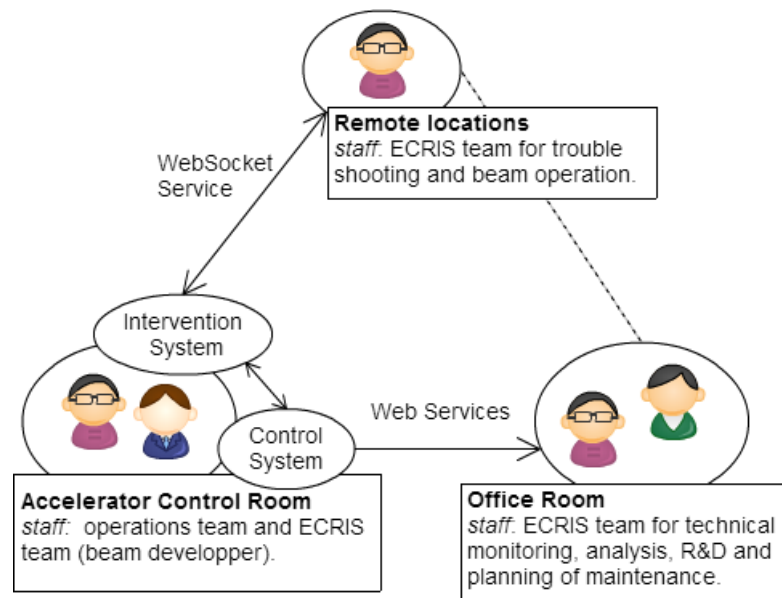 Remote locations
staff: ECRIS team for trouble
shooting and beam operation.
WebSocket
Service
Intervention
System
Control
System
Web Services
Accelerator Control Room
staff:  operations team and ECRIS
team (beam developper).
Office Room
staff: ECRIS team for technical
monitoring, analysis, R&D and
planning of maintenance.